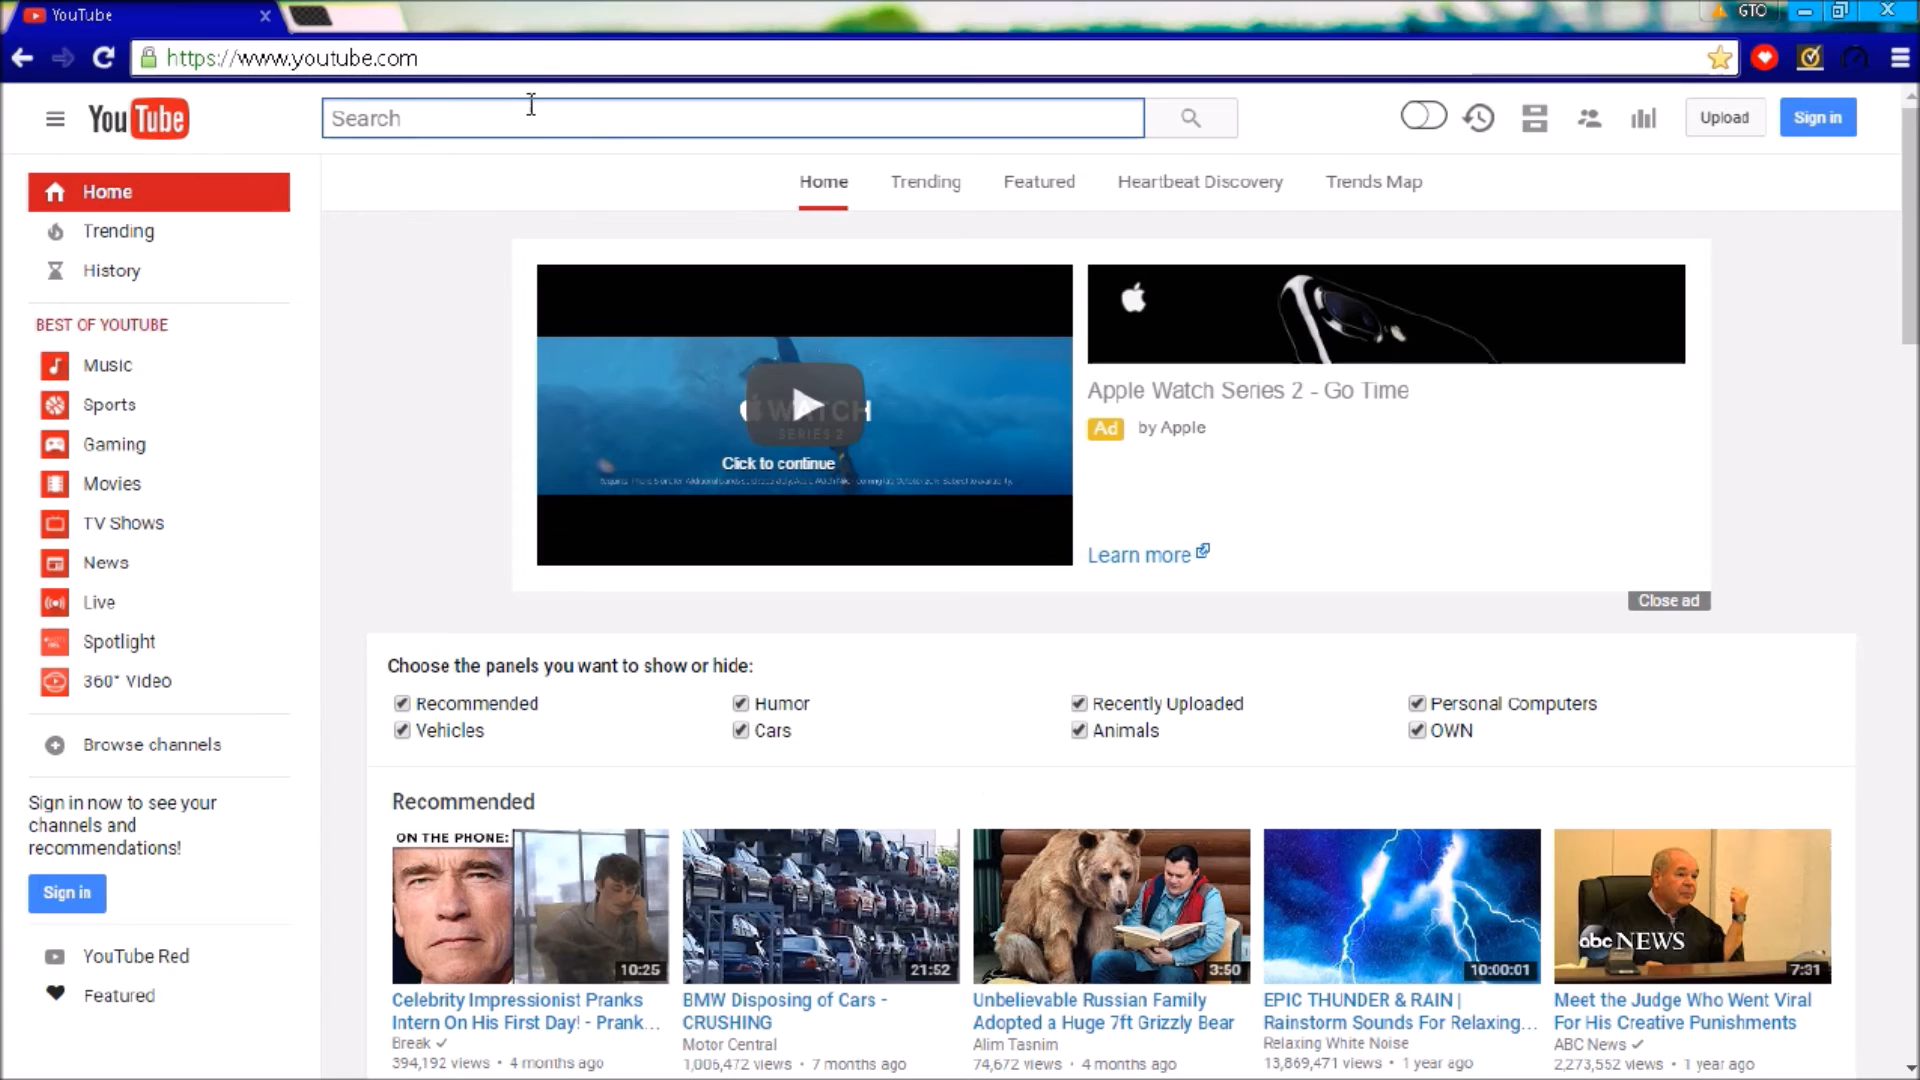 YouTube
GTO
https://www.youtube.com
YouTube
Search
Upload
Sign in
Home
Trending
Featured
Heartbeat Discovery
Trends Map
Home
Trending
History
BEST OF YOUTUBE
Music
Sports
Gaming
Movies
TV Shows
News
Live
Spotlight
360° Video
Browse channels
Sign in now to see your
channels and
recommendations!
Sign in
YouTube Red
Featured
WATCH
SERIES 2
Click to continue
Apple Watch Series 2 - Go Time
Ad by Apple
Learn more
Close ad
Choose the panels you want to show or hide:
Recommended
Humor
Recently Uploaded
Personal Computers
Vehicles
Cars
Animals
OWN
Recommended
ON THE PHONE:
10:25
Celebrity Impressionist Pranks
Intern On His First Day! - Prank...
Break
394,192 views • 4 months ago
21:52
BMW Disposing of Cars -
CRUSHING
Motor Central
1,006,472 views • 7 months ago
3:50
Unbelievable Russian Family
Adopted a Huge 7ft Grizzly Bear
Alim Tasnim
74,672 views • 4 months ago
10:00:01
EPIC THUNDER & RAIN |
Rainstorm Sounds For Relaxing...
Relaxing White Noise
13,869,471 views • 1 year ago
abc NEWS
7:31
Meet the Judge Who Went Viral
For His Creative Punishments
ABC News
2,273,552 views • 1 year ago